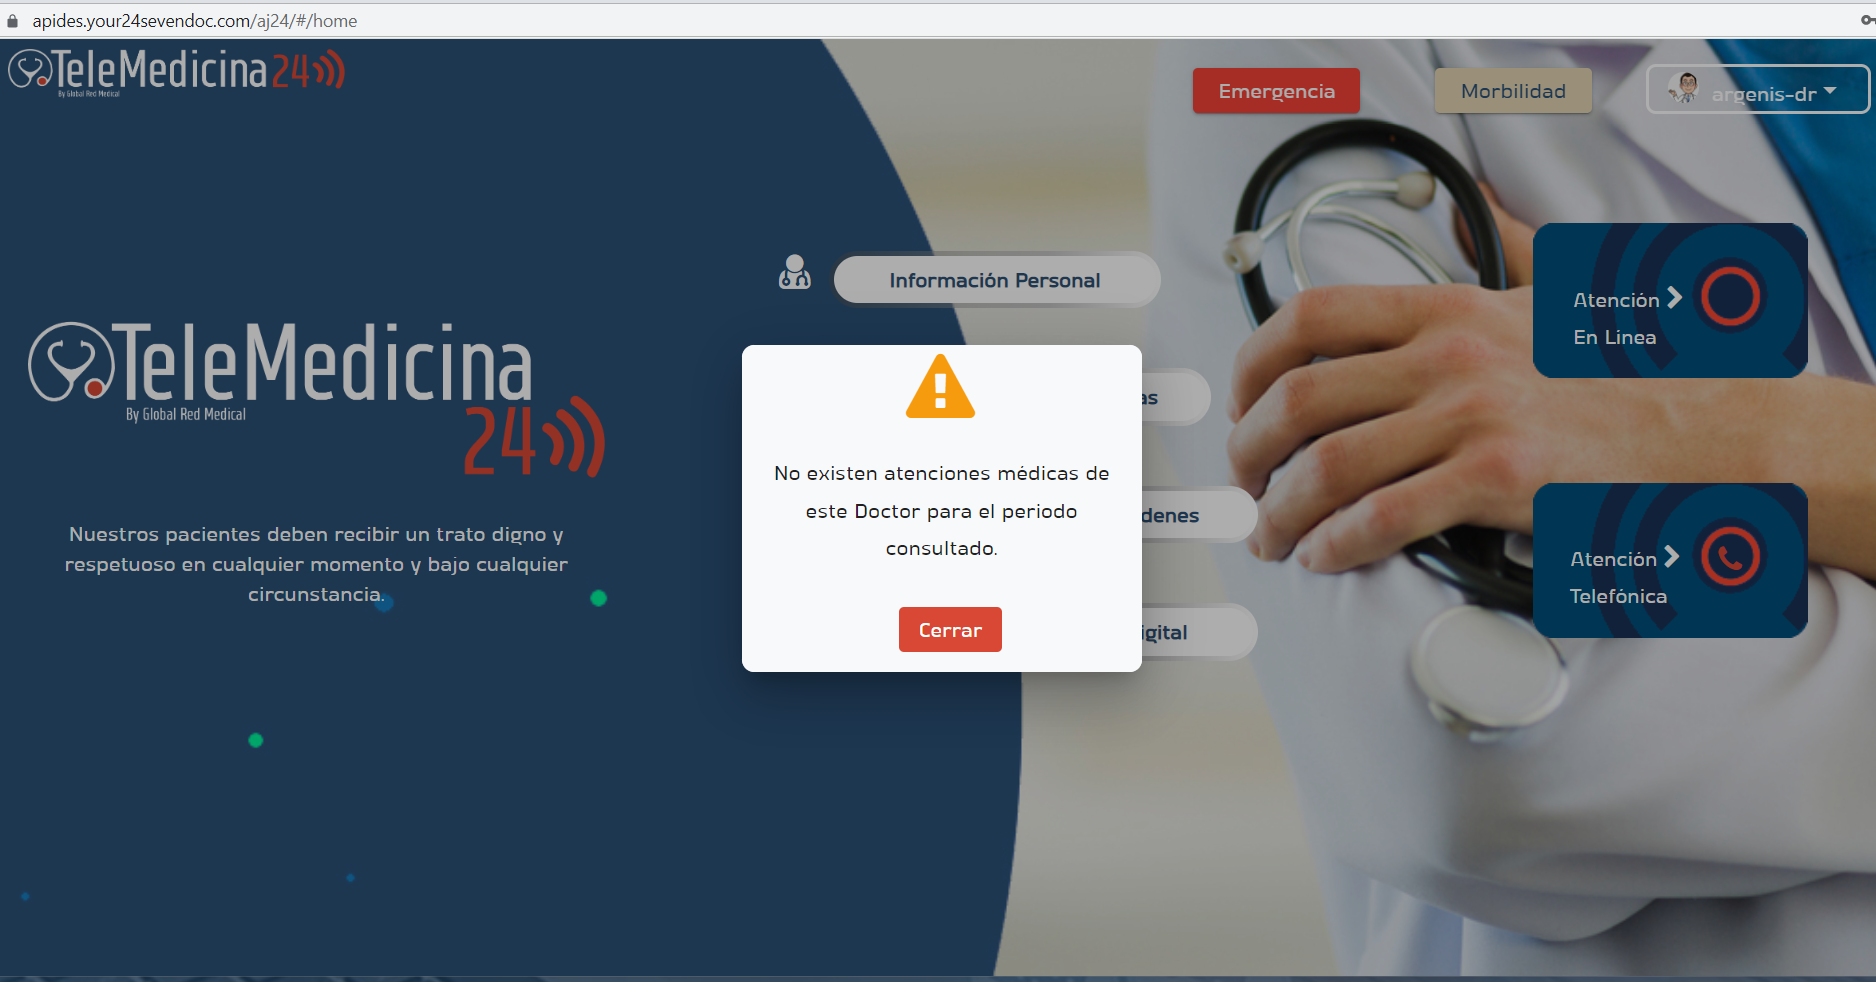 apides.your24sevendoc.com/aj24/#/home
TeleMedicina 24
By Global Red Medical
Emergencia
Morbilidad
argenis-dr
Información Personal
Atención
En Linea
TeleMedicina
By Global Red Medical
24
as
No existen atenciones médicas de
este Doctor para el periodo
consultado.
denes
Nuestros pacientes deben recibir un trato digno y
respetuoso en cualquier momento y bajo cualquier
circunstancia.
Atención
Telefónica
Cerrar
igital